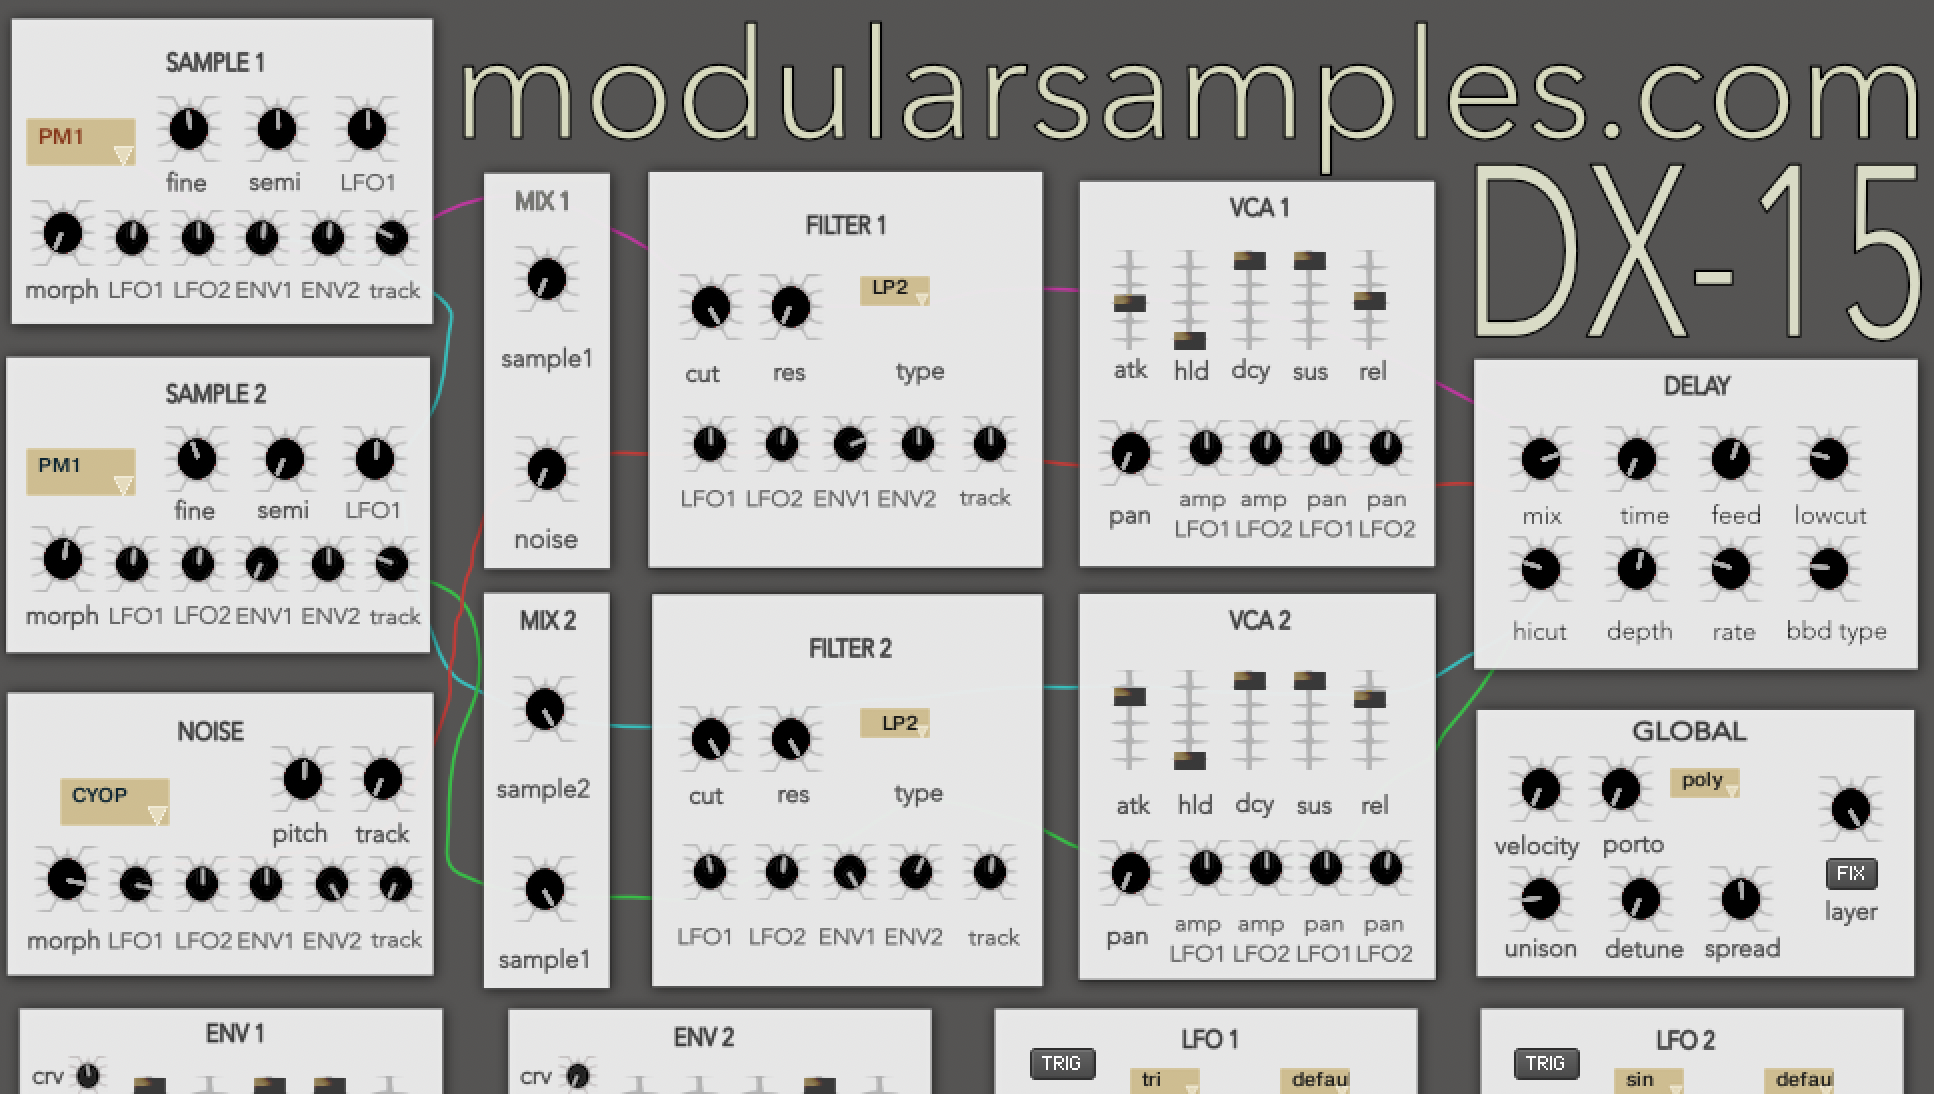 modularsamples.com
DX-15
SAMPLE 1
PM1
fine semi LFO1
morph LFO1 LFO2 ENV1 ENV2 track
SAMPLE 2
PM1
fine semi LFO1
morph LFO1 LFO2 ENV1 ENV2 track
NOISE
CYOP
pitch track
morph LFO1 LFO2 ENV1 ENV2 track
MIX 1
sample1
noise
MIX 2
sample2
sample1
FILTER 1
LP2
cut res type
LFO1 LFO2 ENV1 ENV2 track
FILTER 2
LP2
cut res type
LFO1 LFO2 ENV1 ENV2 track
VCA 1
atk hld dcy sus rel
pan amp amp pan pan
LFO1 LFO2 LFO1 LFO2
VCA 2
atk hld dcy sus rel
pan amp amp pan pan
LFO1 LFO2 LFO1 LFO2
DELAY
mix time feed lowcut
hicut depth rate bbd type
GLOBAL
poly
velocity porto
FIX
layer
unison detune spread
ENV 1
crv
ENV 2
crv
LFO 1
TRIG
tri defau
LFO 2
TRIG
sin defau